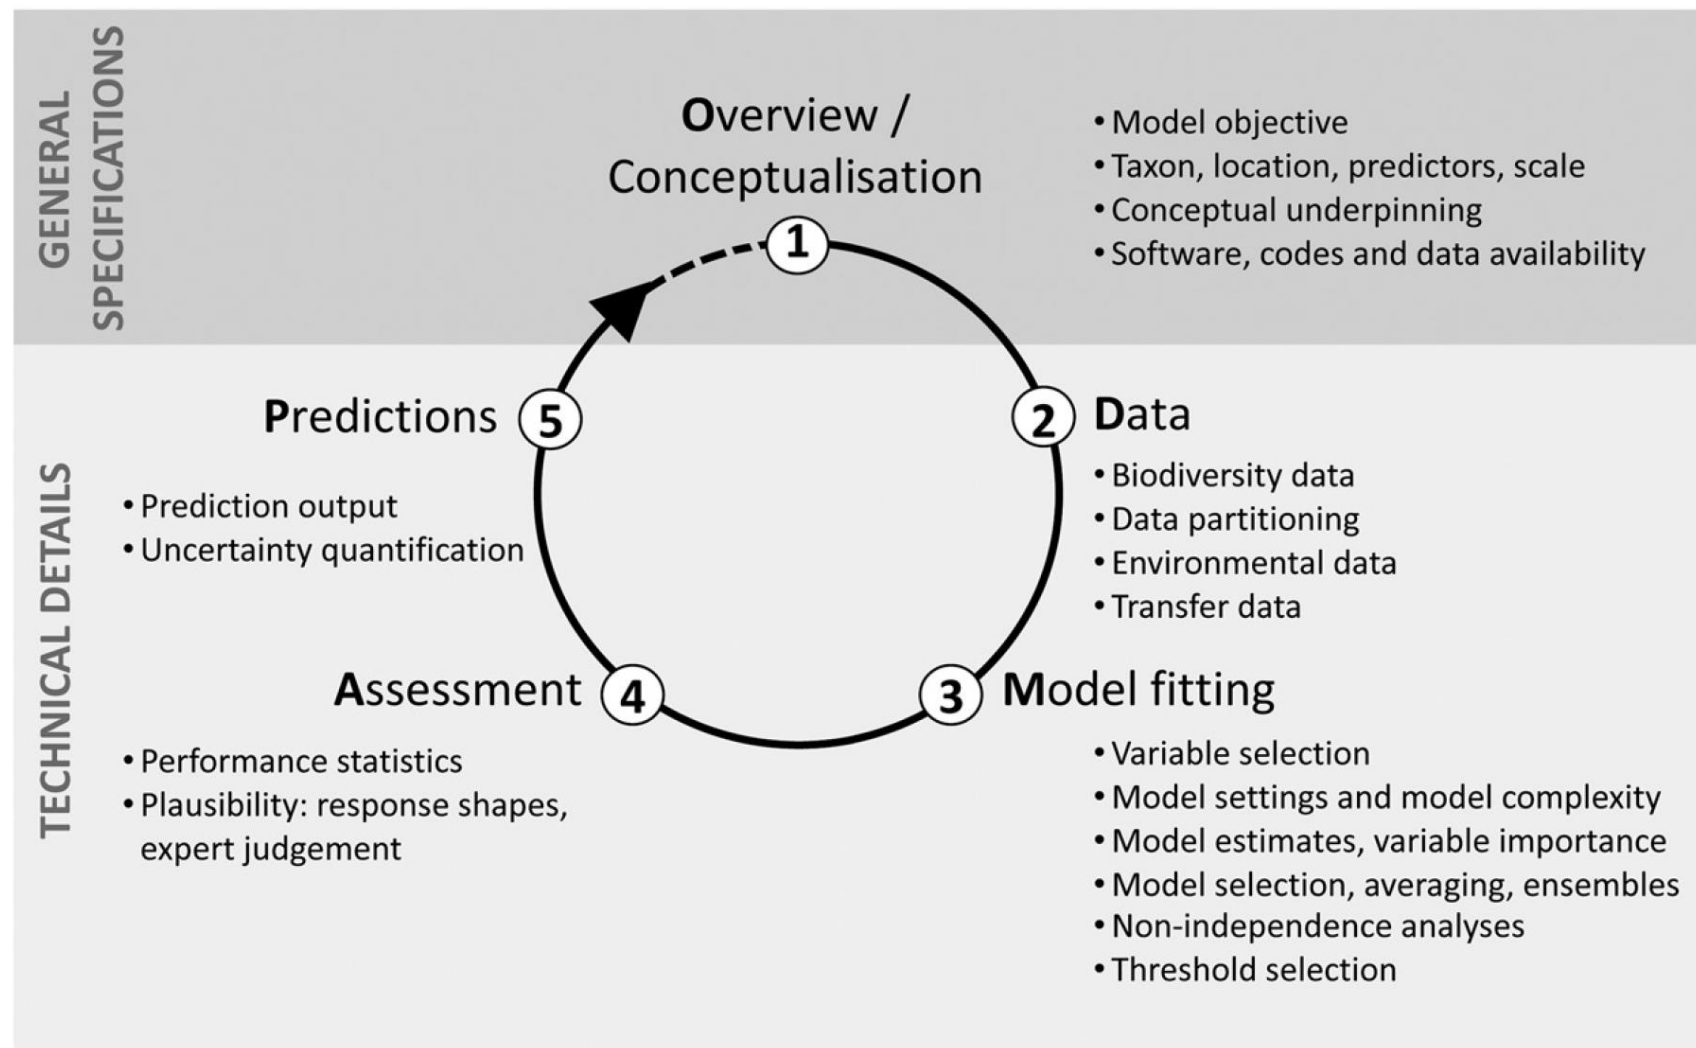 GENERAL
SPECIFICATIONS
Overview /
Conceptualisation
1
• Model objective
• Taxon, location, predictors, scale
• Conceptual underpinning
• Software, codes and data availability
TECHNICAL DETAILS
2
Data
• Biodiversity data
• Data partitioning
• Environmental data
• Transfer data
3
Model fitting
• Variable selection
• Model settings and model complexity
• Model estimates, variable importance
• Model selection, averaging, ensembles
• Non-independence analyses
• Threshold selection
Assessment
4
• Performance statistics
• Plausibility: response shapes,
expert judgement
Predictions
5
• Prediction output
• Uncertainty quantification